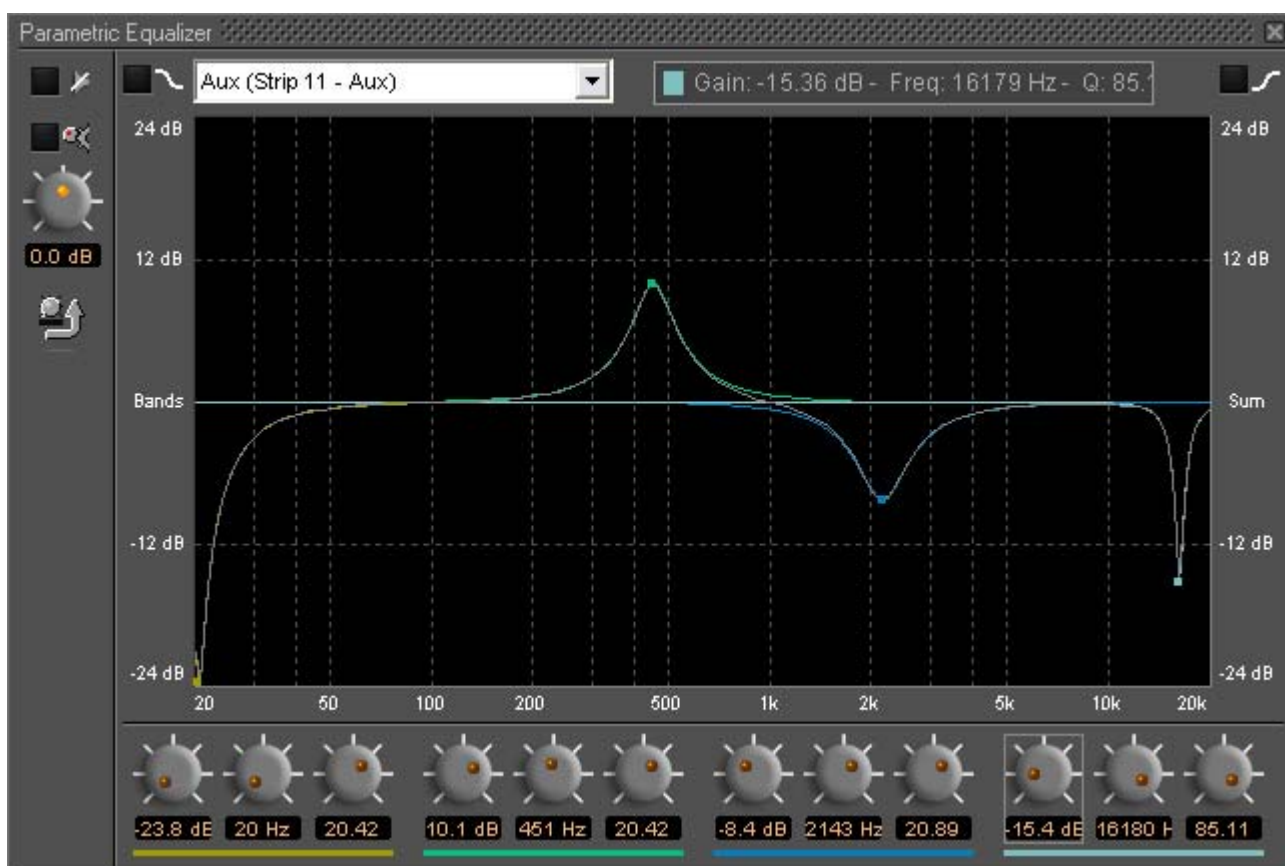 Parametric Equalizer
Aux (Strip 11 - Aux)
Gain: -15.36 dB - Freq: 16179 Hz - Q: 85.1
24 dB
24 dB
0.0 dB
12 dB
12 dB
Bands
Sum
-12 dB
-12 dB
-24 dB
-24 dB
20 50 100 200 500 1k 2k 5k 10k 20k
-23.8 dB 20 Hz 20.42 10.1 dB 451 Hz 20.42 -8.4 dB 2143 Hz 20.89 -15.4 dB 16180 H 85.11